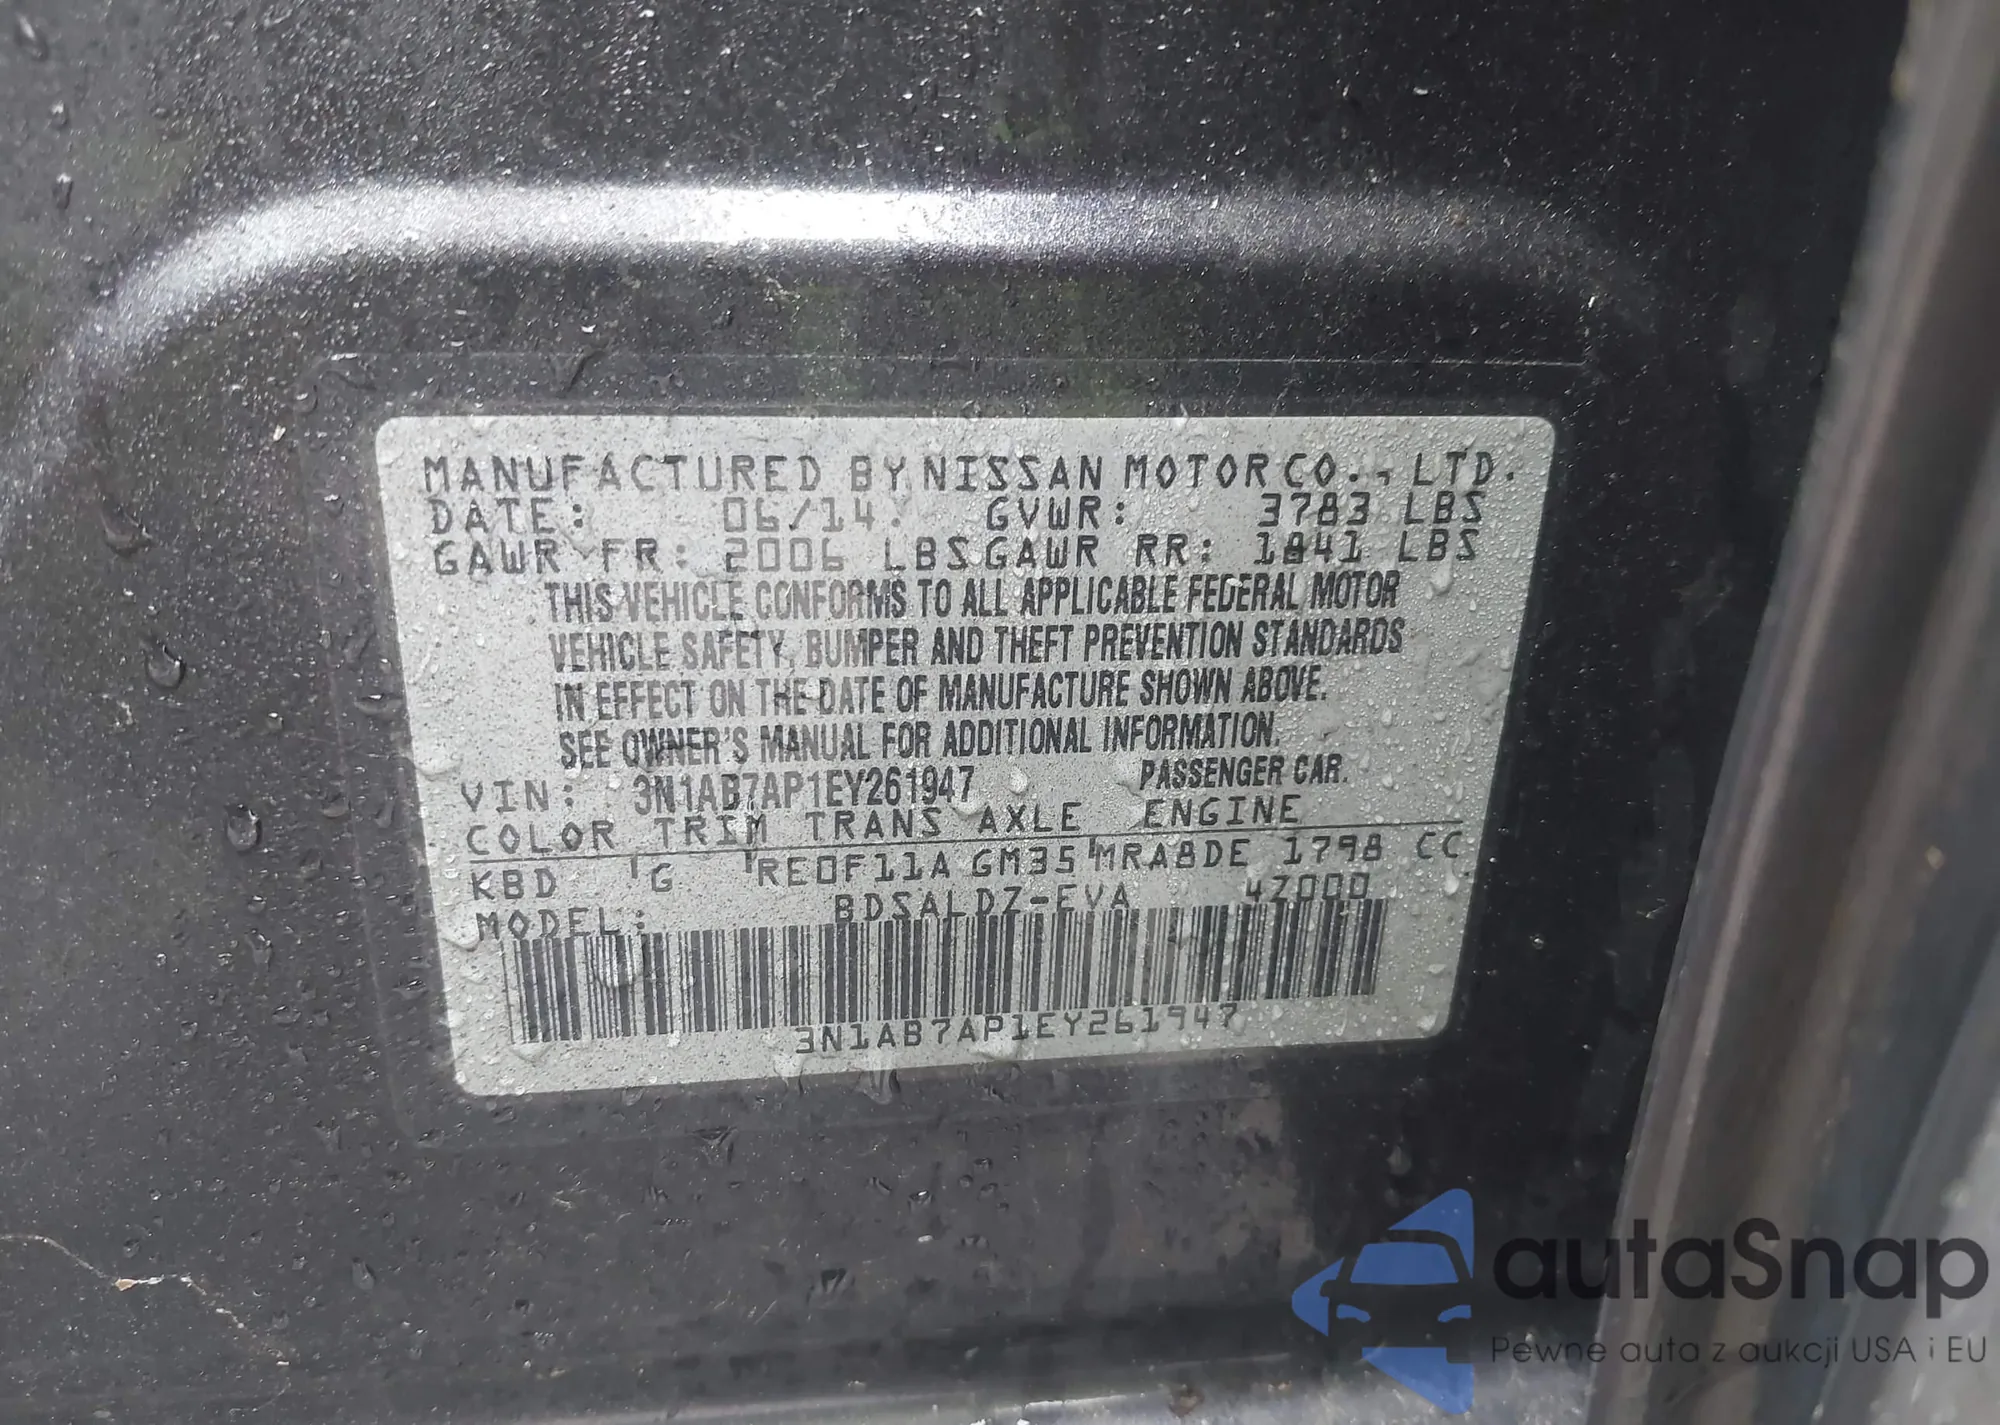 MANUFACTURED BY NISSAN MOTOR CO., LTD.
DATE: 06/14 GVWR: 3783 LBS
GAWR FR: 2006 LBS GAWR RR: 1841 LBS
THIS VEHICLE CONFORMS TO ALL APPLICABLE FEDERAL MOTOR
VEHICLE SAFETY, BUMPER AND THEFT PREVENTION STANDARDS
IN EFFECT ON THE DATE OF MANUFACTURE SHOWN ABOVE.
SEE OWNER'S MANUAL FOR ADDITIONAL INFORMATION.
VIN: 3N1AB7AP1EY261947 PASSENGER CAR.
COLOR TRIM TRANS AXLE ENGINE
KBD G RE0F11A GM35 MRA8DE 1798 CC
MODEL: BDSALDZ-EVA 4Z000
3N1AB7AP1EY261947
autaSnap
Pewne auta z aukcji USA i EU